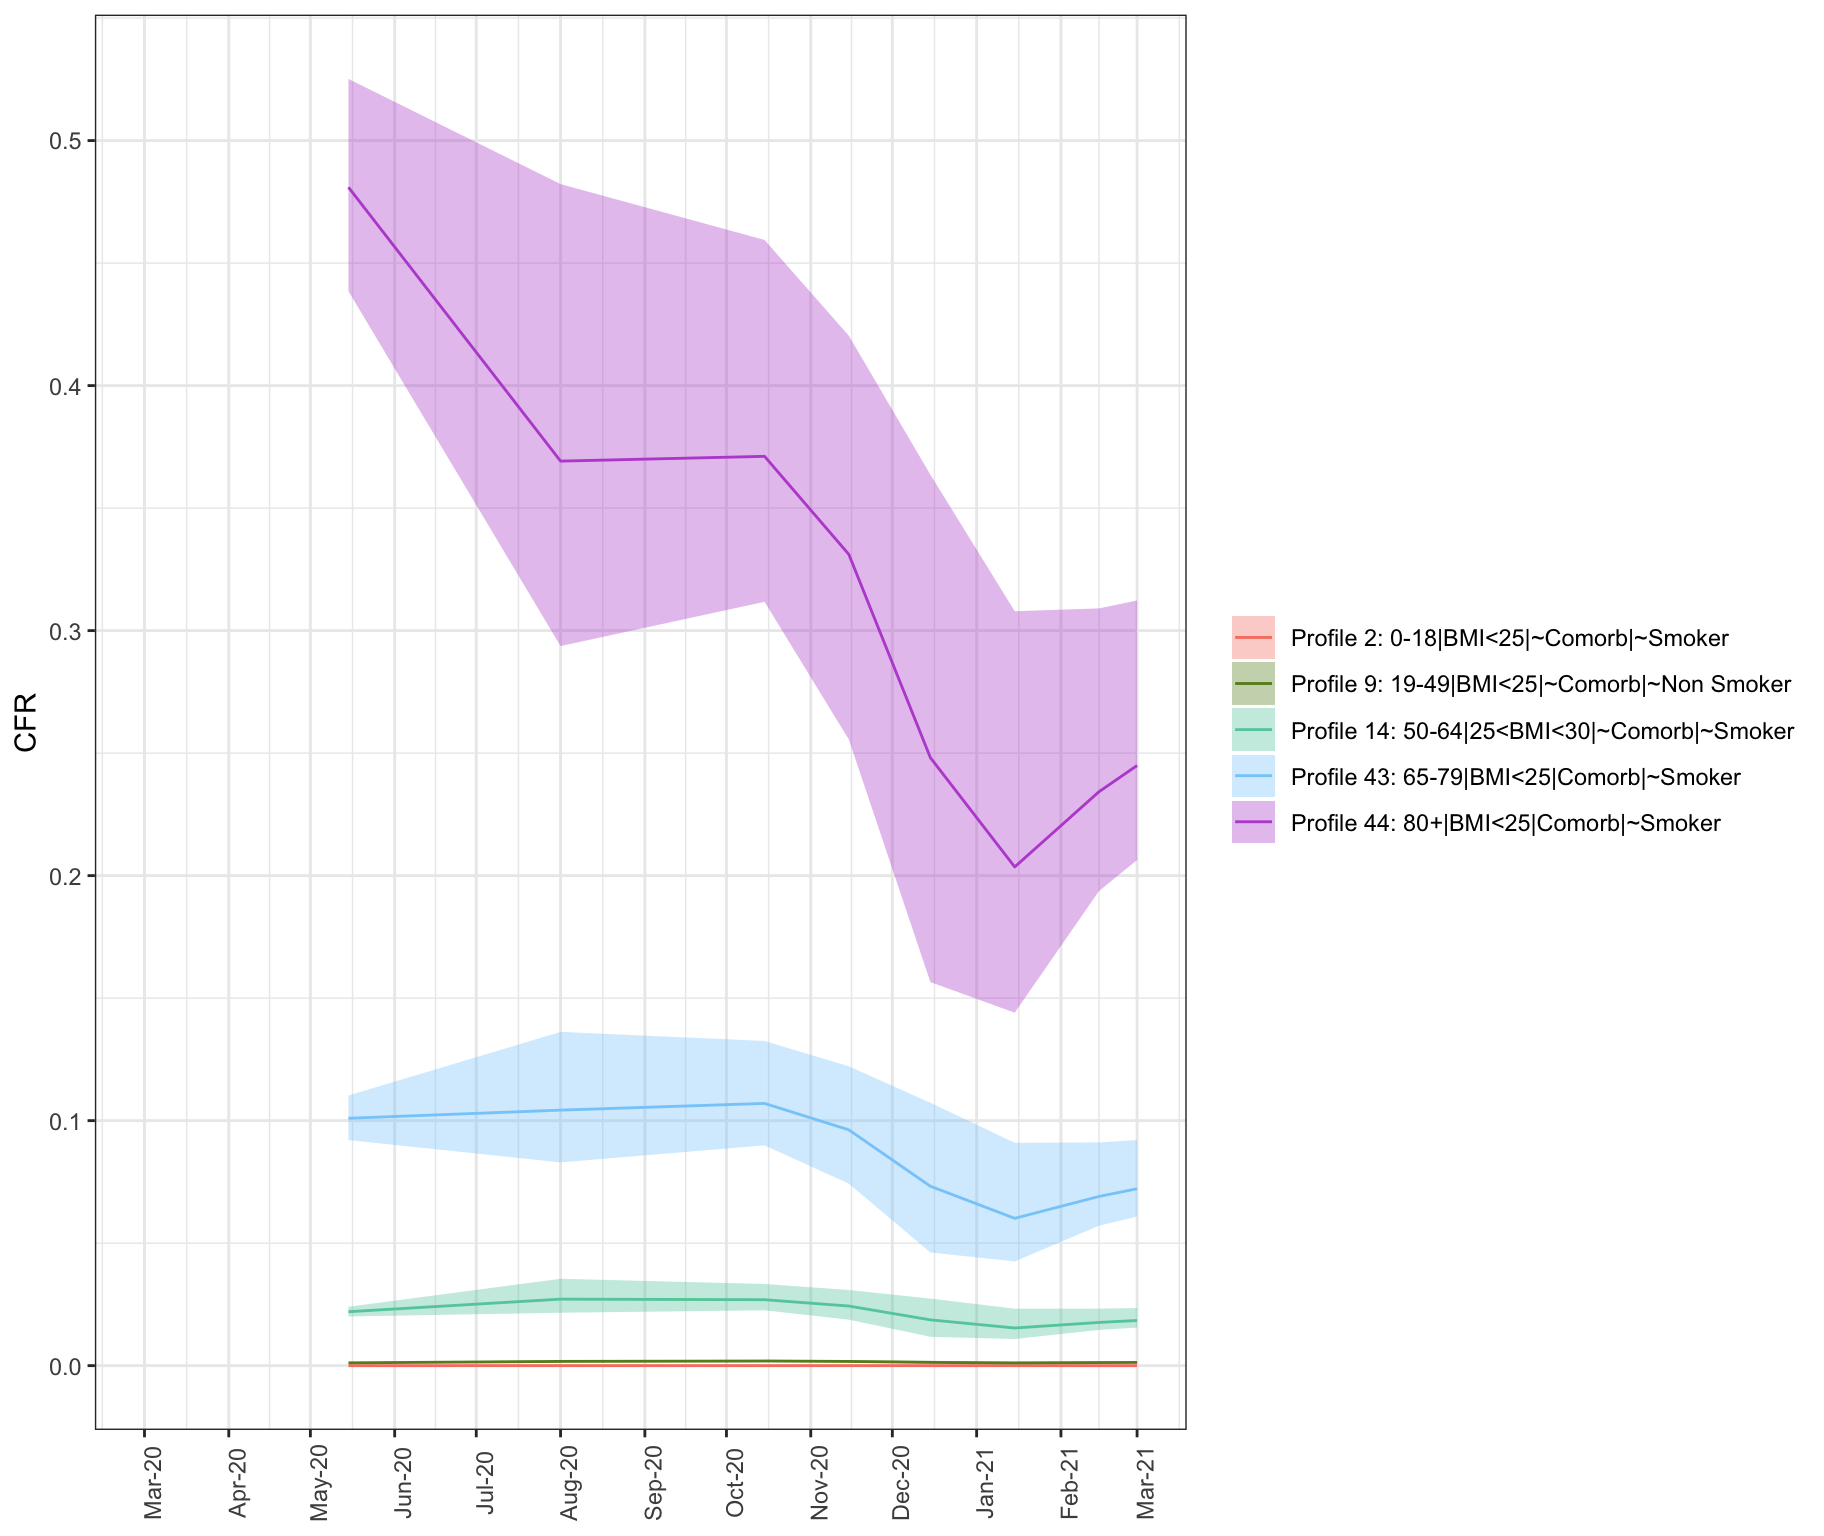 CFR
0.5
0.4
0.3
0.2
0.1
0.0
Mar-20
Apr-20
May-20
Jun-20
Jul-20
Aug-20
Sep-20
Oct-20
Nov-20
Dec-20
Jan-21
Feb-21
Mar-21
Profile 2: 0-18|BMI<25|~Comorb|~Smoker
Profile 9: 19-49|BMI<25|~Comorb|~Non Smoker
Profile 14: 50-64|25<BMI<30|~Comorb|~Smoker
Profile 43: 65-79|BMI<25|Comorb|~Smoker
Profile 44: 80+|BMI<25|Comorb|~Smoker